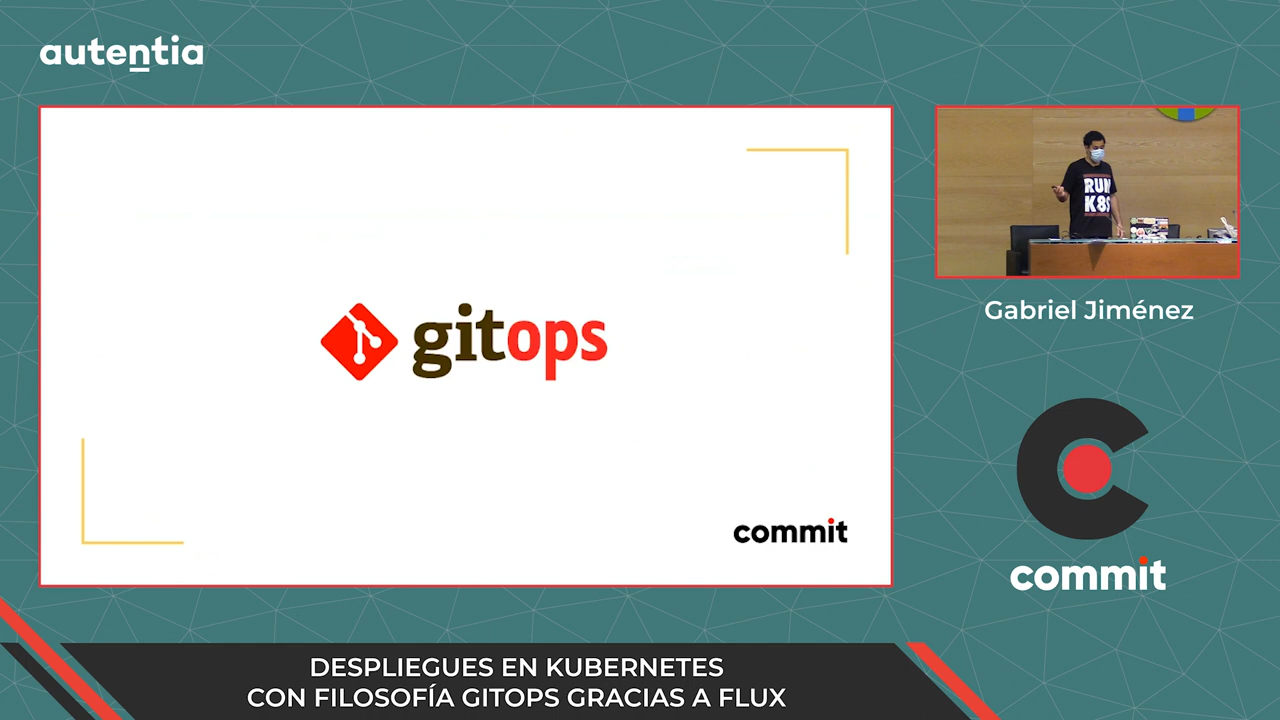 autentia
gitops
commit
RUN
K8S
Gabriel Jiménez
commit
DESPLIEGUES EN KUBERNETES
CON FILOSOFÍA GITOPS GRACIAS A FLUX